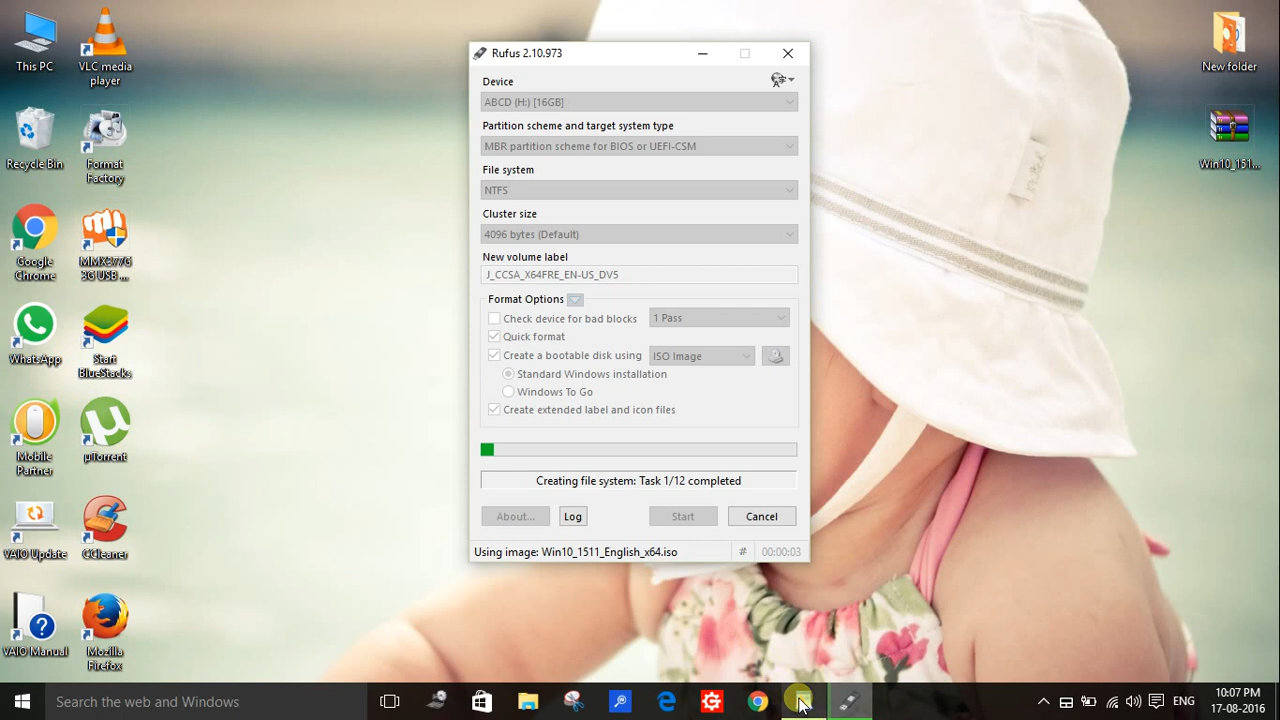 This PC
VLC media
player
Recycle Bin
Format
Factory
Google
Chrome
MMX377G
3G USB ...
WhatsApp
Start
BlueStacks
Mobile
Partner
µTorrent
VAIO Update
CCleaner
VAIO Manual
Mozilla
Firefox
New folder
Win10_151...
Rufus 2.10.973
Device
ABCD (H:) [16GB]
Partition scheme and target system type
MBR partition scheme for BIOS or UEFI-CSM
File system
NTFS
Cluster size
4096 bytes (Default)
New volume label
J_CCSA_X64FRE_EN-US_DV5
Format Options
Check device for bad blocks 1 Pass
Quick format
Create a bootable disk using ISO Image
Standard Windows installation
Windows To Go
Create extended label and icon files
Creating file system: Task 1/12 completed
About... Log Start Cancel
Using image: Win10_1511_English_x64.iso # 00:00:03
Search the web and Windows
ENG
10:07 PM
17-08-2016